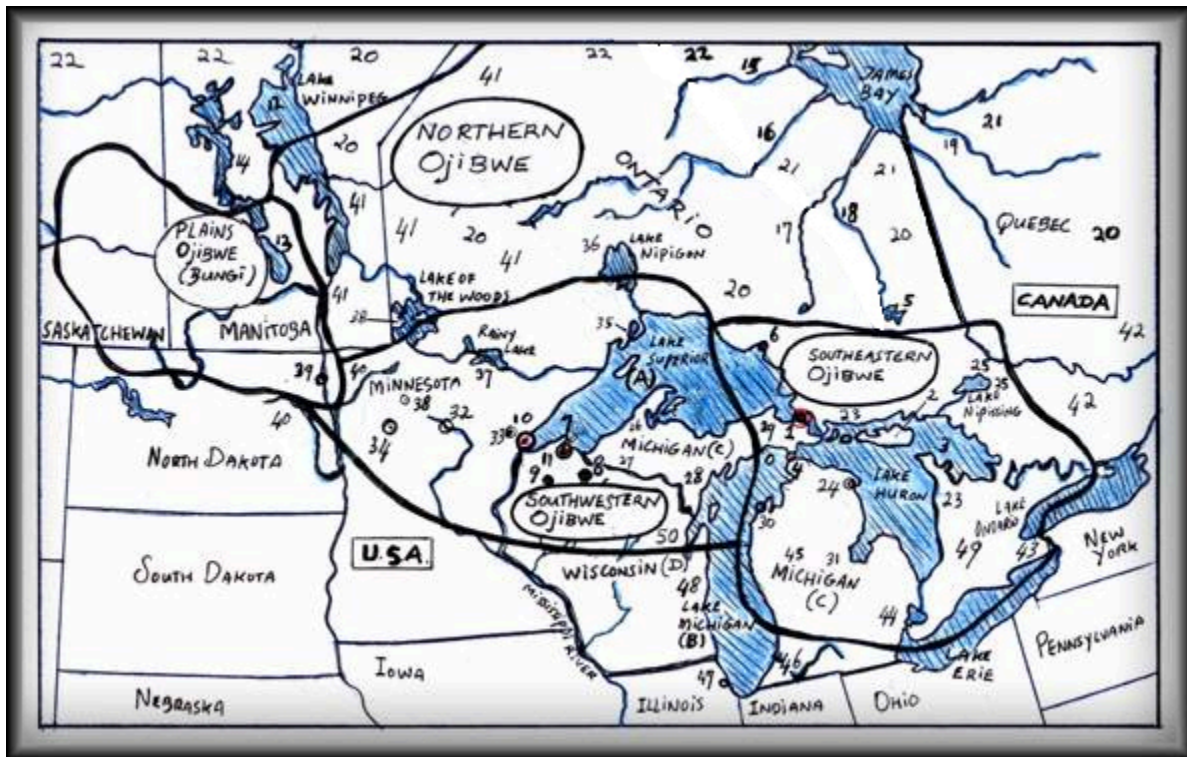 22
22
20
22
22
15
41
LAKE
WINNIPEG
12
JAMES
BAY
21
NORTHERN
OjIBWE
16
19
20
14
21
21
ONTARIO
41
41
20
17
18
20
QUEBEC
20
PLAINS
OjIBWE
(BUNGI)
13
36
LAKE
NIPIGON
41
41
LAKE OF
THE WOODS
20
5
CANADA
SASKATCHEWAN
MANITOBA
38
35
LAKE
SUPERIOR
(A)
6
42
RAINY
LAKE
37
SOUTHEASTERN
OjIBWE
25
25
LAKE
NIPISSING
39
40
MINNESOTA
38
32
40
34
10
33
7
MICHIGAN (C)
23
2
1
3
42
NORTH DAKOTA
11
9
8
27
28
4
24
LAKE
HURON
23
SOUTHWESTERN
OjIBWE
30
LAKE
ONTARIO
50
U.S.A.
WISCONSIN (D)
45
31
MICHIGAN
(C)
49
43
NEW
YORK
SOUTH DAKOTA
48
LAKE
MICHIGAN
(B)
MISSISSIPPI RIVER
44
PENNSYLVANIA
IOWA
46
LAKE
ERIE
NEBRASKA
47
ILLINOIS
INDIANA
OHIO